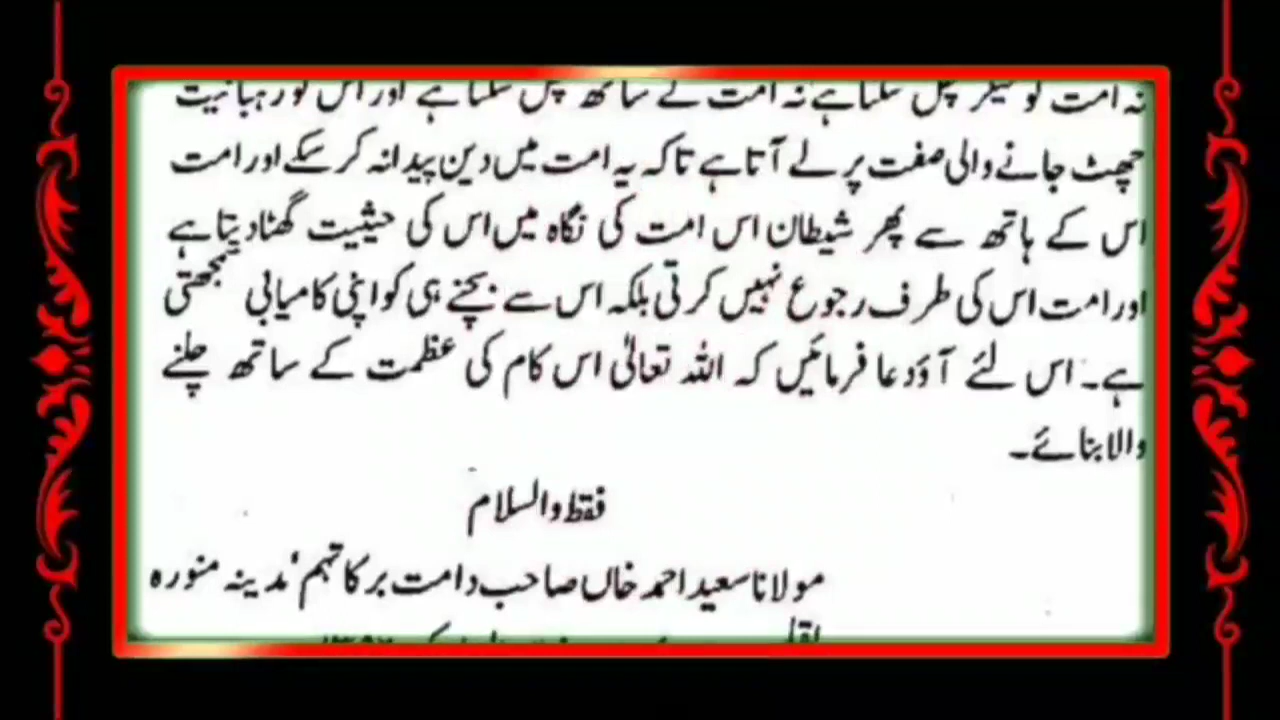 نہ امت کو لیکر چل سکتا ہے نہ امت کے ساتھ چل سکتا ہے اور اس کو رہبانیت
چھٹ جانے والی صفت پر لے آتا ہے تاکہ یہ امت میں دین پیدا نہ کر سکے اور امت
اس کے ہاتھ سے پھر شیطان اس امت کی نگاہ میں اس کی حیثیت گھٹا دیتا ہے
اور امت اس کی طرف رجوع نہیں کرتی بلکہ اس سے بچنے ہی کو اپنی کامیابی سمجھتی
ہے۔ اس لئے آؤ دعا فرمائیں کہ اللہ تعالیٰ اس کام کی عظمت کے ساتھ چلنے
والا بنائے۔
فقط والسلام
مولانا سعید احمد خاں صاحب دامت برکاتہم، مدینہ منورہ